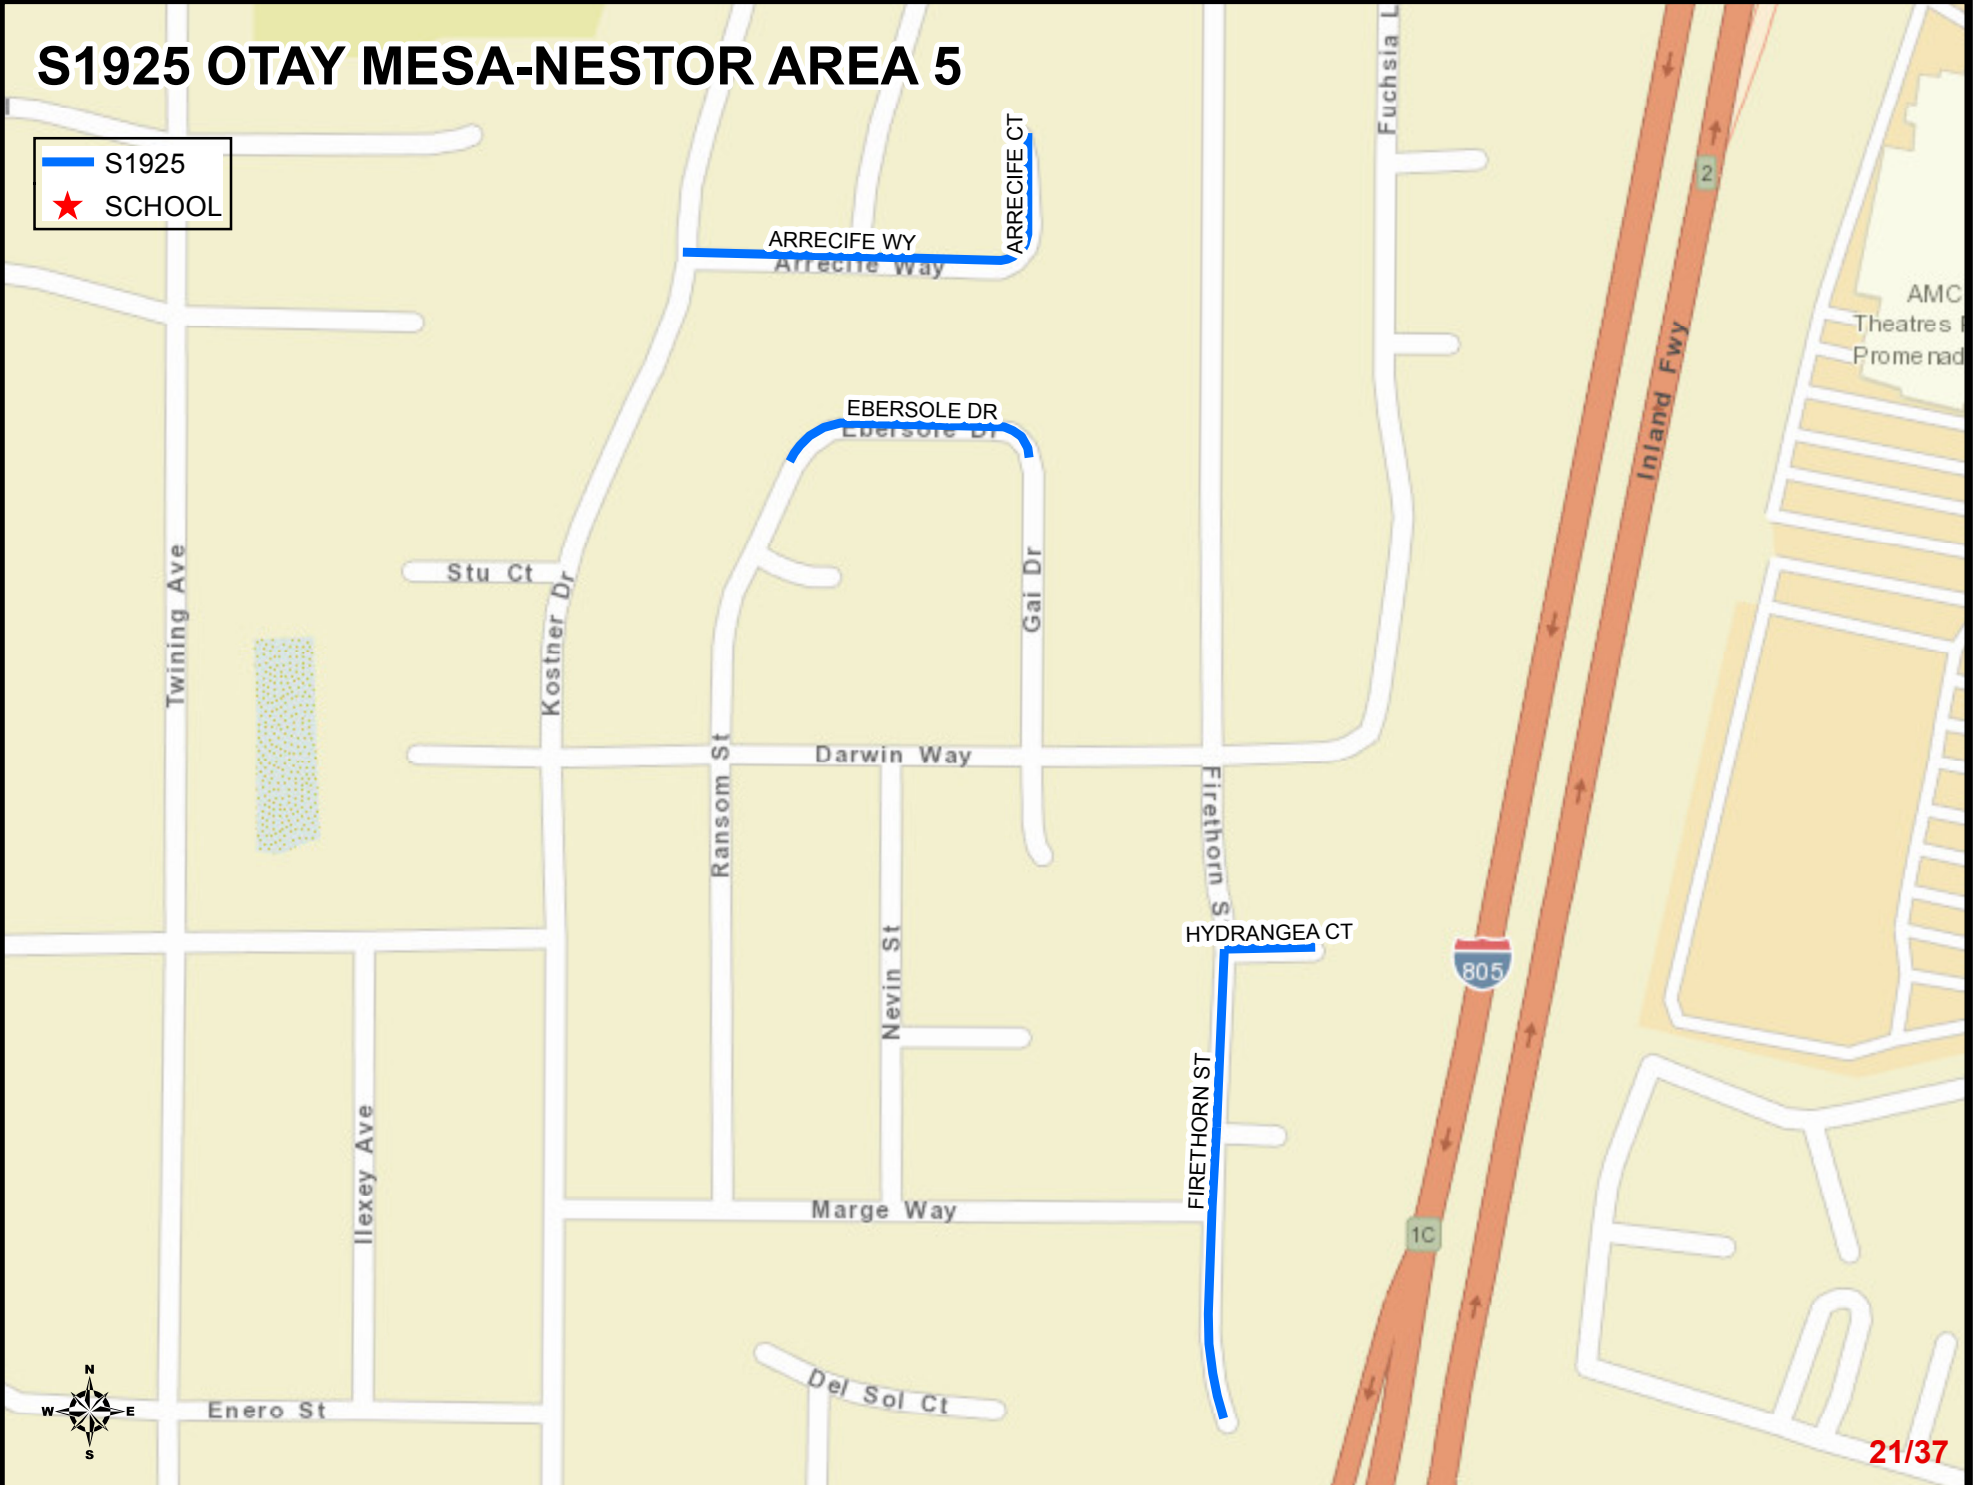 S1925 OTAY MESA-NESTOR AREA 5
S1925
SCHOOL
ARRECIFE CT
ARRECIFE WY
Arrecife Way
Fuchsia L
2
AMC
Theatres
Promenad
Inland Fwy
EBERSOLE DR
Ebersole Dr
Twining Ave
Stu Ct
Kostner Dr
Gai Dr
Ransom St
Darwin Way
Firethorn S
HYDRANGEA CT
805
Nevin St
FIRETHORN ST
Ilexey Ave
Marge Way
1C
Del Sol Ct
Enero St
N
W E
S
21/37